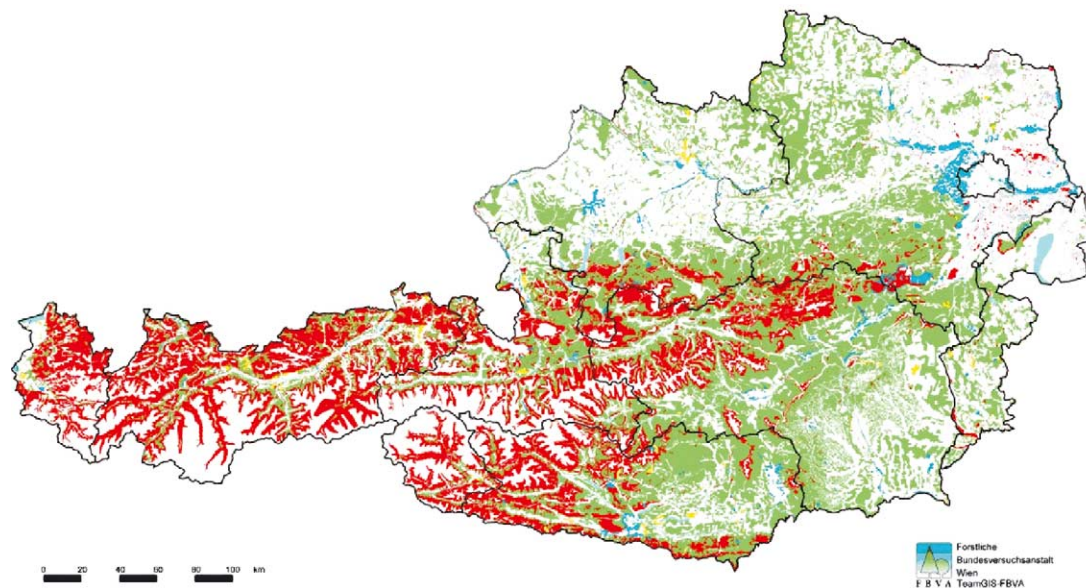 0 20 40 60 80 100 km
Forstliche
Bundesversuchsanstalt
Wien
F B V A TeamGIS-FBVA